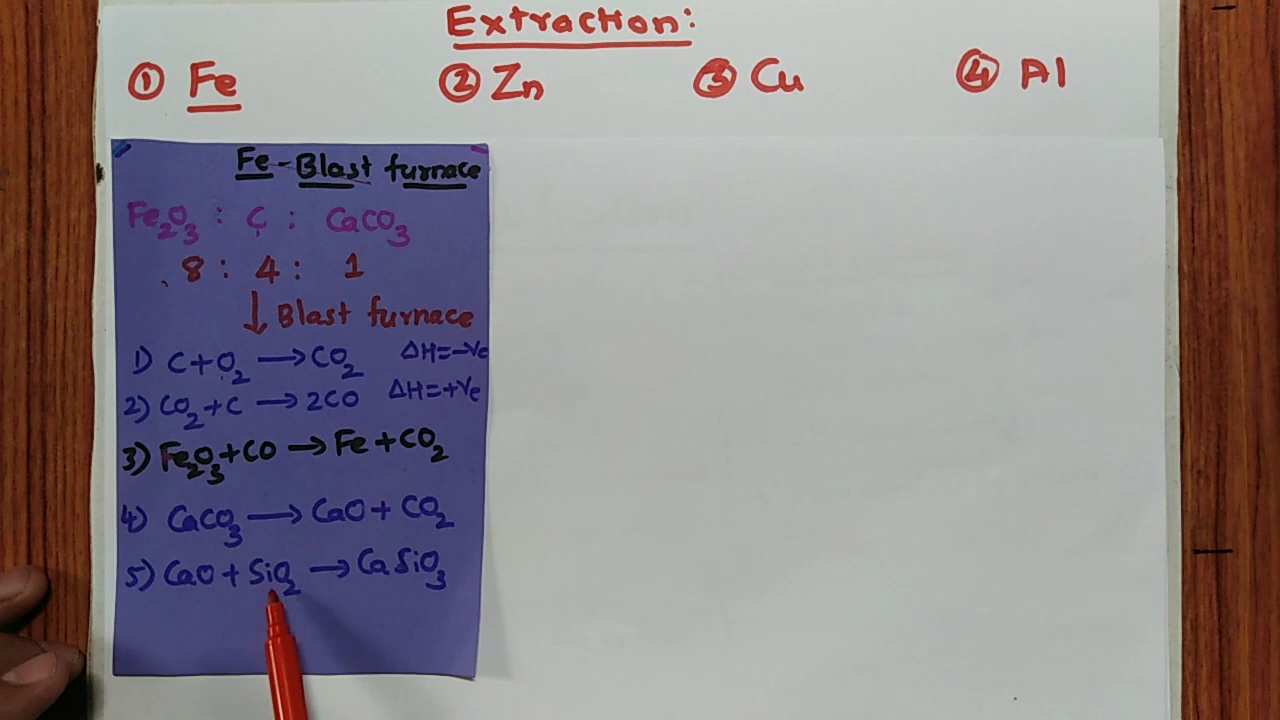 Extraction:
① Fe ② Zn ③ Cu ④ Al
Fe - Blast furnace
Fe₂O₃ : C : CaCO₃
8 : 4 : 1
↓ Blast furnace
1) C + O₂ → CO₂ ΔH = -ve
2) CO₂ + C → 2CO ΔH = +ve
3) Fe₂O₃ + CO → Fe + CO₂
4) CaCO₃ → CaO + CO₂
5) CaO + SiO₂ → CaSiO₃